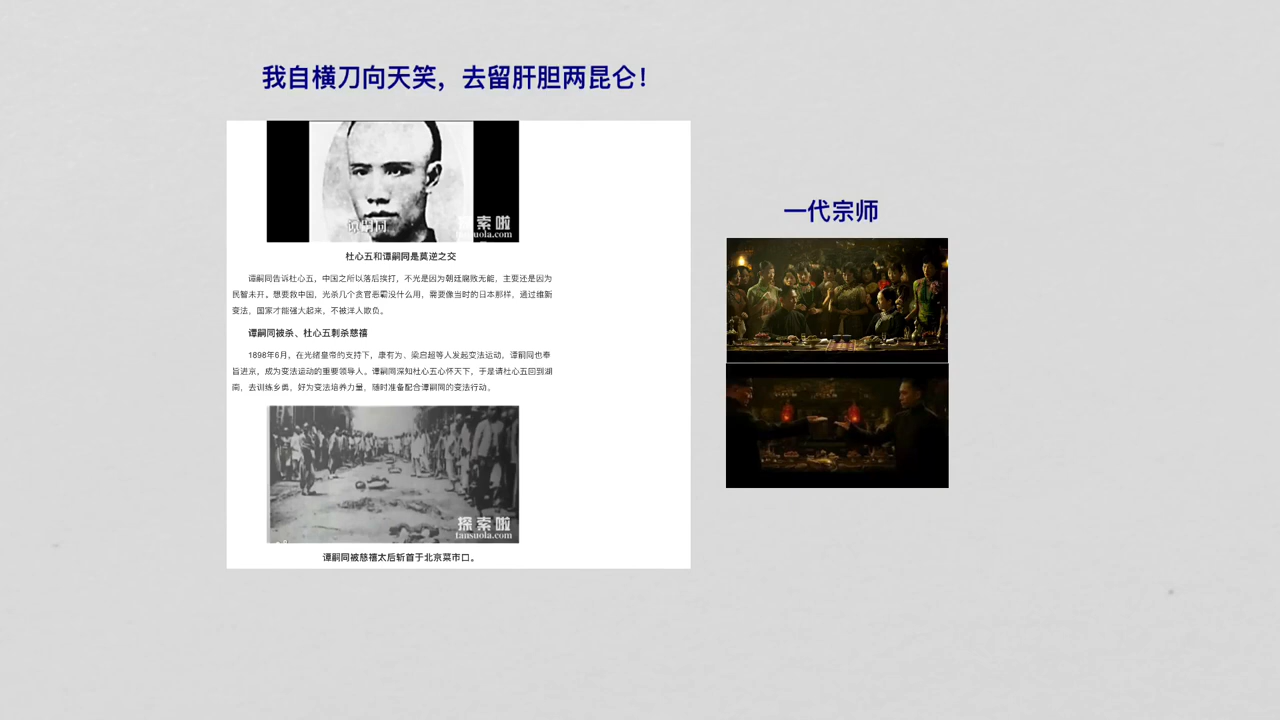 我自横刀向天笑，去留肝胆两昆仑！
谭嗣同
探索啦
tansuola.com
杜心五和谭嗣同是莫逆之交
谭嗣同告诉杜心五，中国之所以落后挨打，不光是因为朝廷腐败无能，主要还是因为
民智未开。想要救中国，光杀几个贪官恶霸没什么用，需要像当时的日本那样，通过维新
变法，国家才能强大起来，不被洋人欺负。
谭嗣同被杀、杜心五刺杀慈禧
1898年6月，在光绪皇帝的支持下，康有为、梁启超等人发起变法运动，谭嗣同也奉
旨进京，成为变法运动的重要领导人。谭嗣同深知杜心五心怀天下，于是请杜心五回到湖
南，去训练乡勇，好为变法培养力量，随时准备配合谭嗣同的变法行动。
探索啦
tansuola.com
谭嗣同被慈禧太后斩首于北京菜市口。
一代宗师